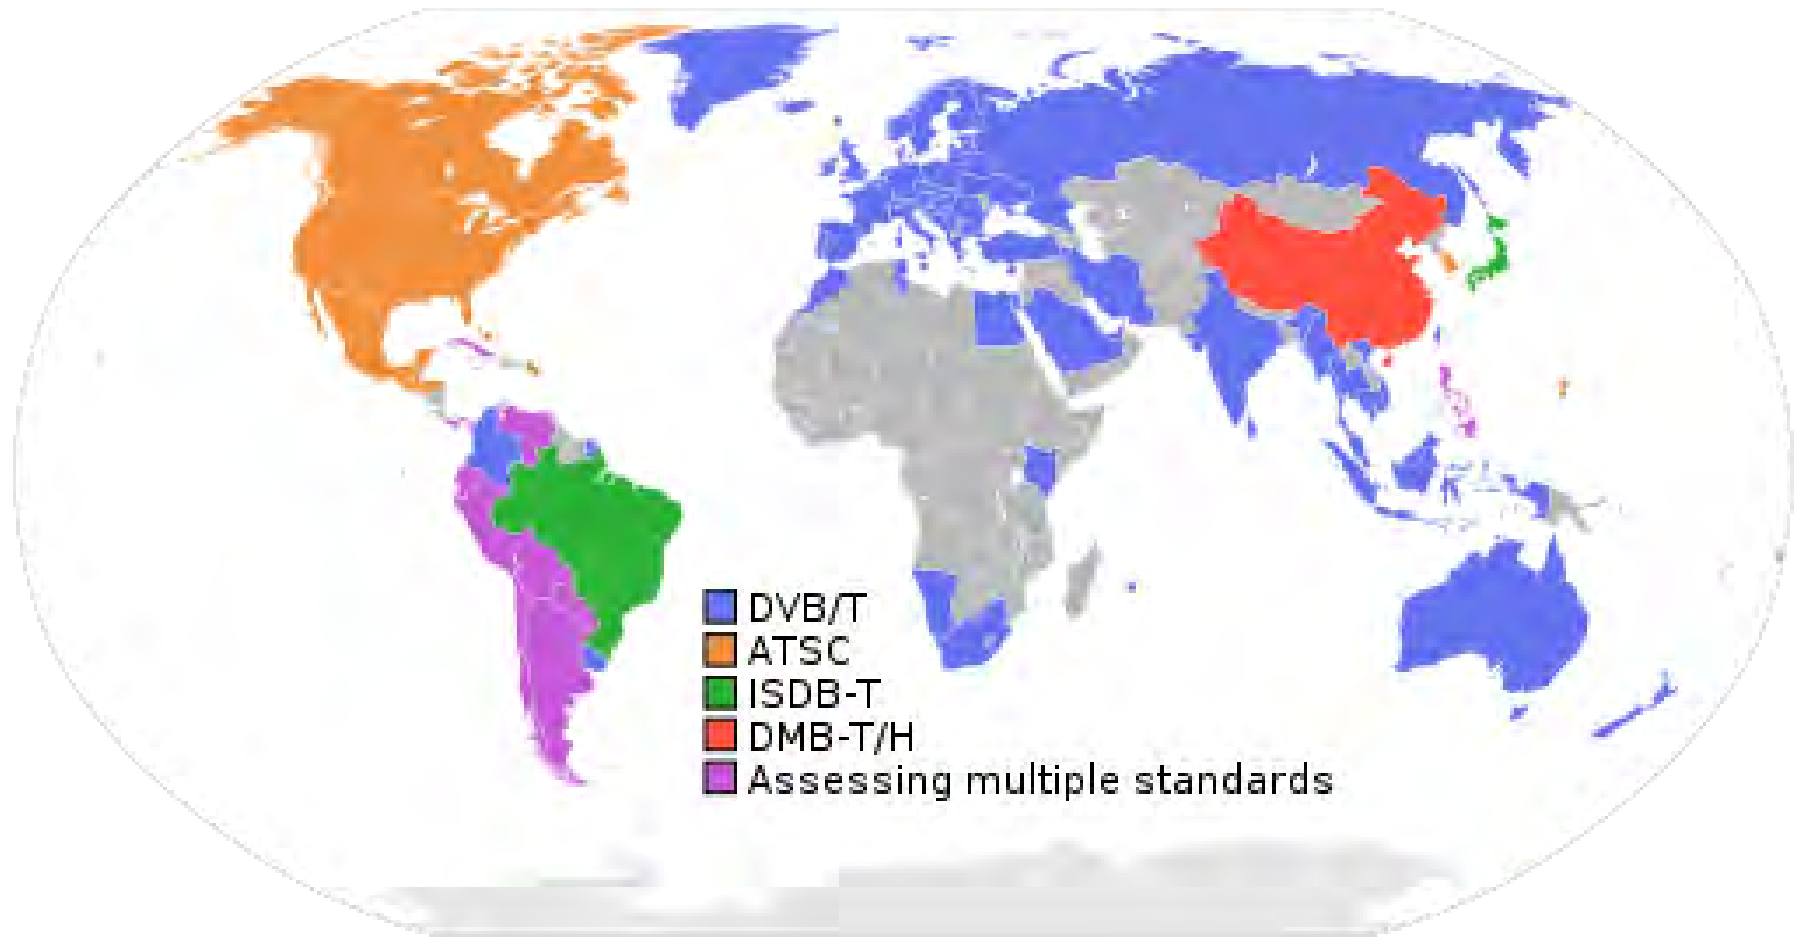 DVB/T
ATSC
ISDB-T
DMB-T/H
Assessing multiple standards